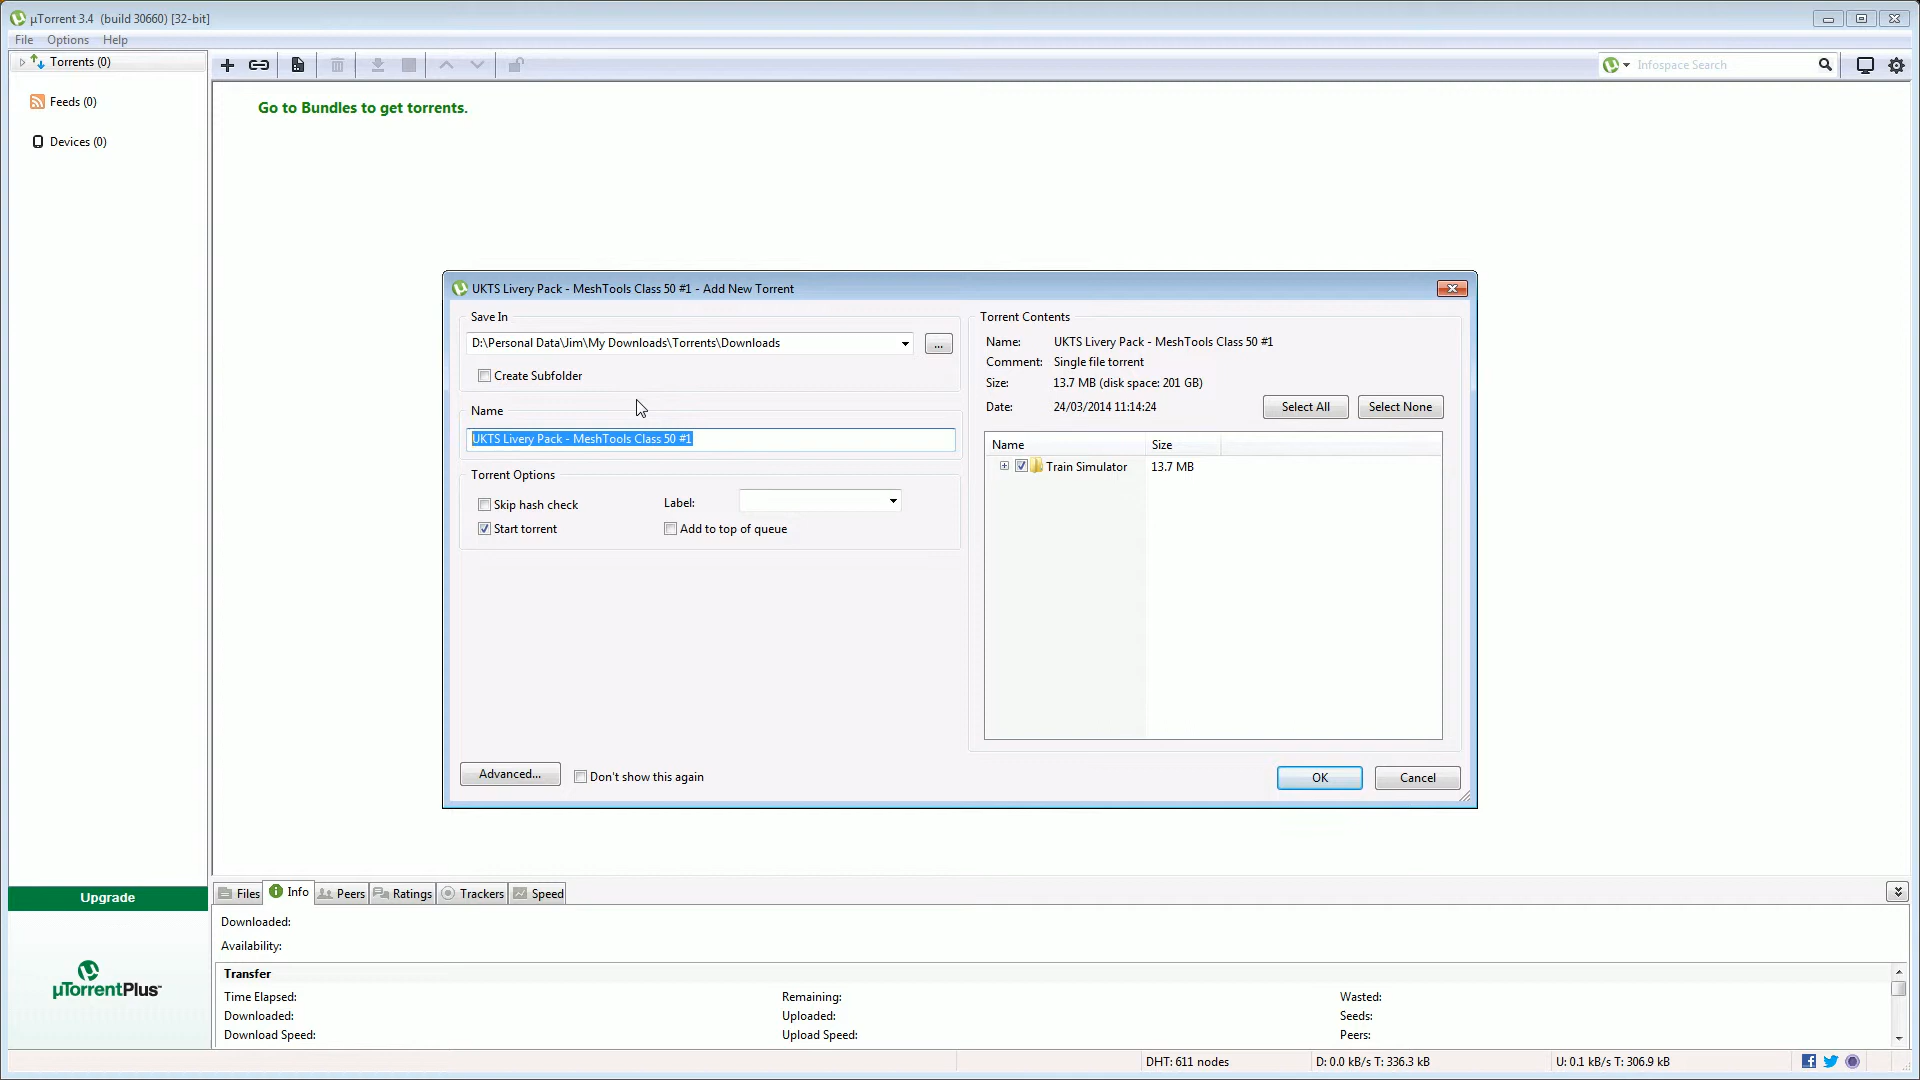 µTorrent 3.4 (build 30660) [32-bit]
File Options Help
Torrents (0)
Infospace Search
Feeds (0)
Devices (0)
Go to Bundles to get torrents.
UKTS Livery Pack - MeshTools Class 50 #1 - Add New Torrent
Save In
D:\Personal Data\Jim\My Downloads\Torrents\Downloads
...
Create Subfolder
Name
UKTS Livery Pack - MeshTools Class 50 #1
Torrent Options
Skip hash check
Label:
Start torrent
Add to top of queue
Advanced...
Don't show this again
Torrent Contents
Name: UKTS Livery Pack - MeshTools Class 50 #1
Comment: Single file torrent
Size: 13.7 MB (disk space: 201 GB)
Date: 24/03/2014 11:14:24
Select All
Select None
Name Size
Train Simulator 13.7 MB
OK
Cancel
Upgrade
µTorrentPlus™
Files Info Peers Ratings Trackers Speed
Downloaded:
Availability:
Transfer
Time Elapsed: Remaining: Wasted:
Downloaded: Uploaded: Seeds:
Download Speed: Upload Speed: Peers:
DHT: 611 nodes D: 0.0 kB/s T: 336.3 kB U: 0.1 kB/s T: 306.9 kB